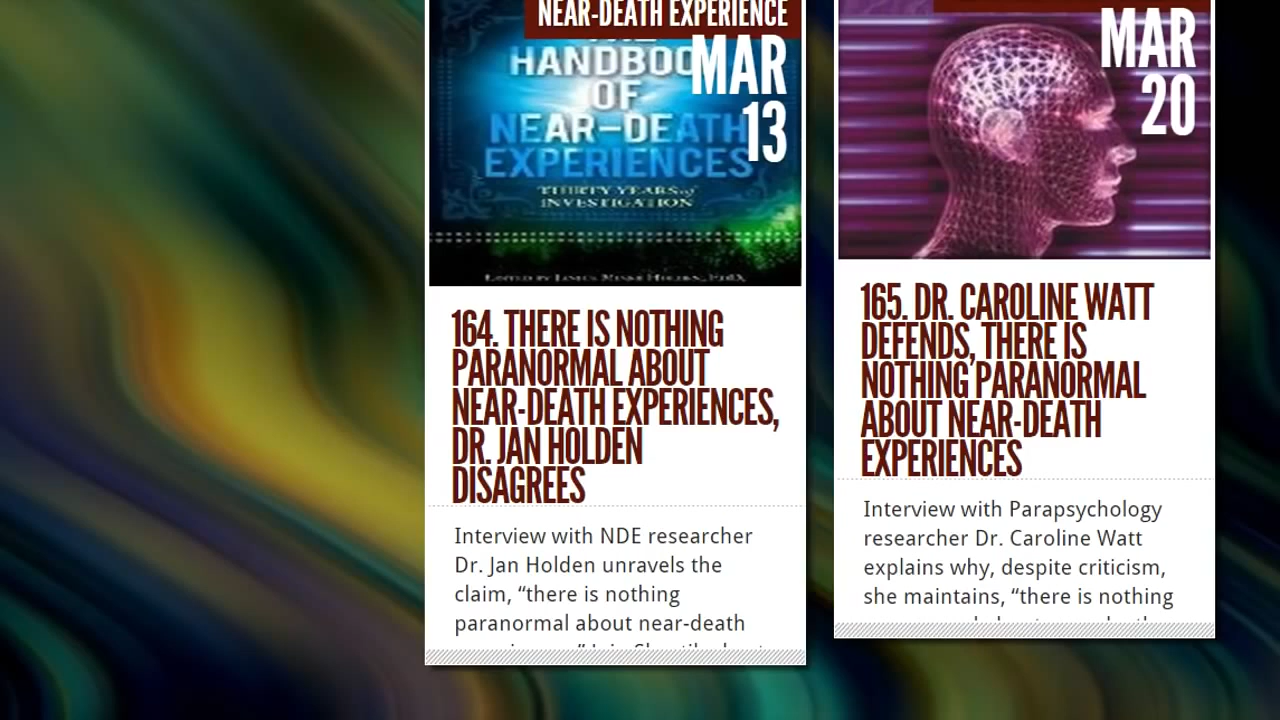 NEAR-DEATH EXPERIENCE
HANDBOOK
OF
NEAR-DEATH
EXPERIENCES
THIRTY YEARS of
INVESTIGATION
MAR
13
164. THERE IS NOTHING
PARANORMAL ABOUT
NEAR-DEATH EXPERIENCES,
DR. JAN HOLDEN
DISAGREES
Interview with NDE researcher
Dr. Jan Holden unravels the
claim, “there is nothing
paranormal about near-death
MAR
20
165. DR. CAROLINE WATT
DEFENDS, THERE IS
NOTHING PARANORMAL
ABOUT NEAR-DEATH
EXPERIENCES
Interview with Parapsychology
researcher Dr. Caroline Watt
explains why, despite criticism,
she maintains, “there is nothing